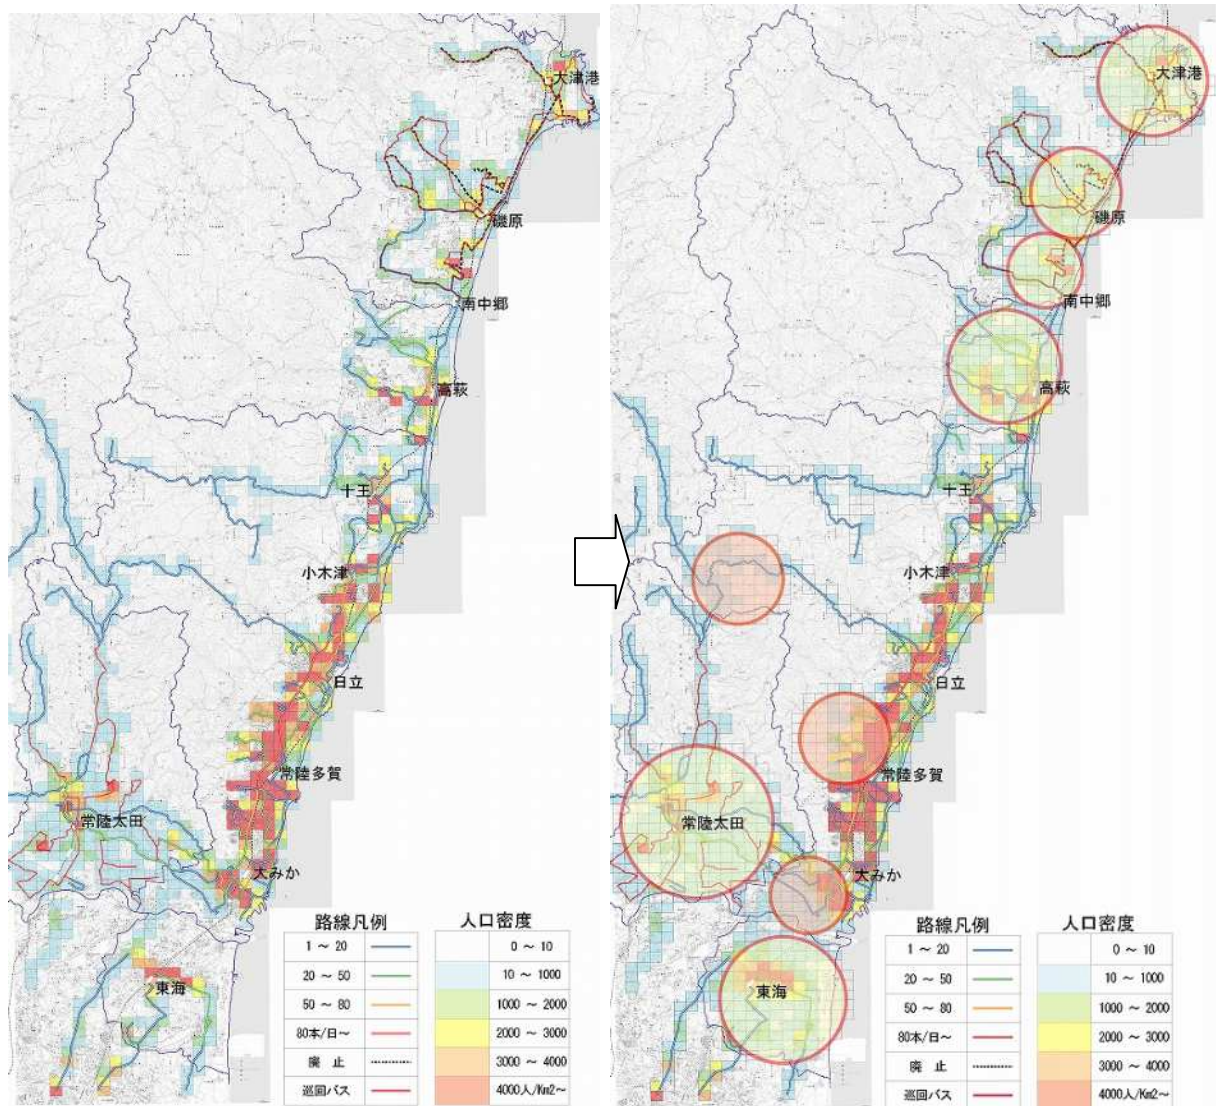 大津港
磯原
南中郷
高萩
十王
小木津
日立
常陸多賀
常陸太田
大みか
東海
路線凡例
1 ～ 20
20 ～ 50
50 ～ 80
80本/日～
廃 止
巡回バス
人口密度
0 ～ 10
10 ～ 1000
1000 ～ 2000
2000 ～ 3000
3000 ～ 4000
4000人/Km2～
大津港
磯原
南中郷
高萩
十王
小木津
日立
常陸多賀
常陸太田
大みか
東海
路線凡例
1 ～ 20
20 ～ 50
50 ～ 80
80本/日～
廃 止
巡回バス
人口密度
0 ～ 10
10 ～ 1000
1000 ～ 2000
2000 ～ 3000
3000 ～ 4000
4000人/Km2～